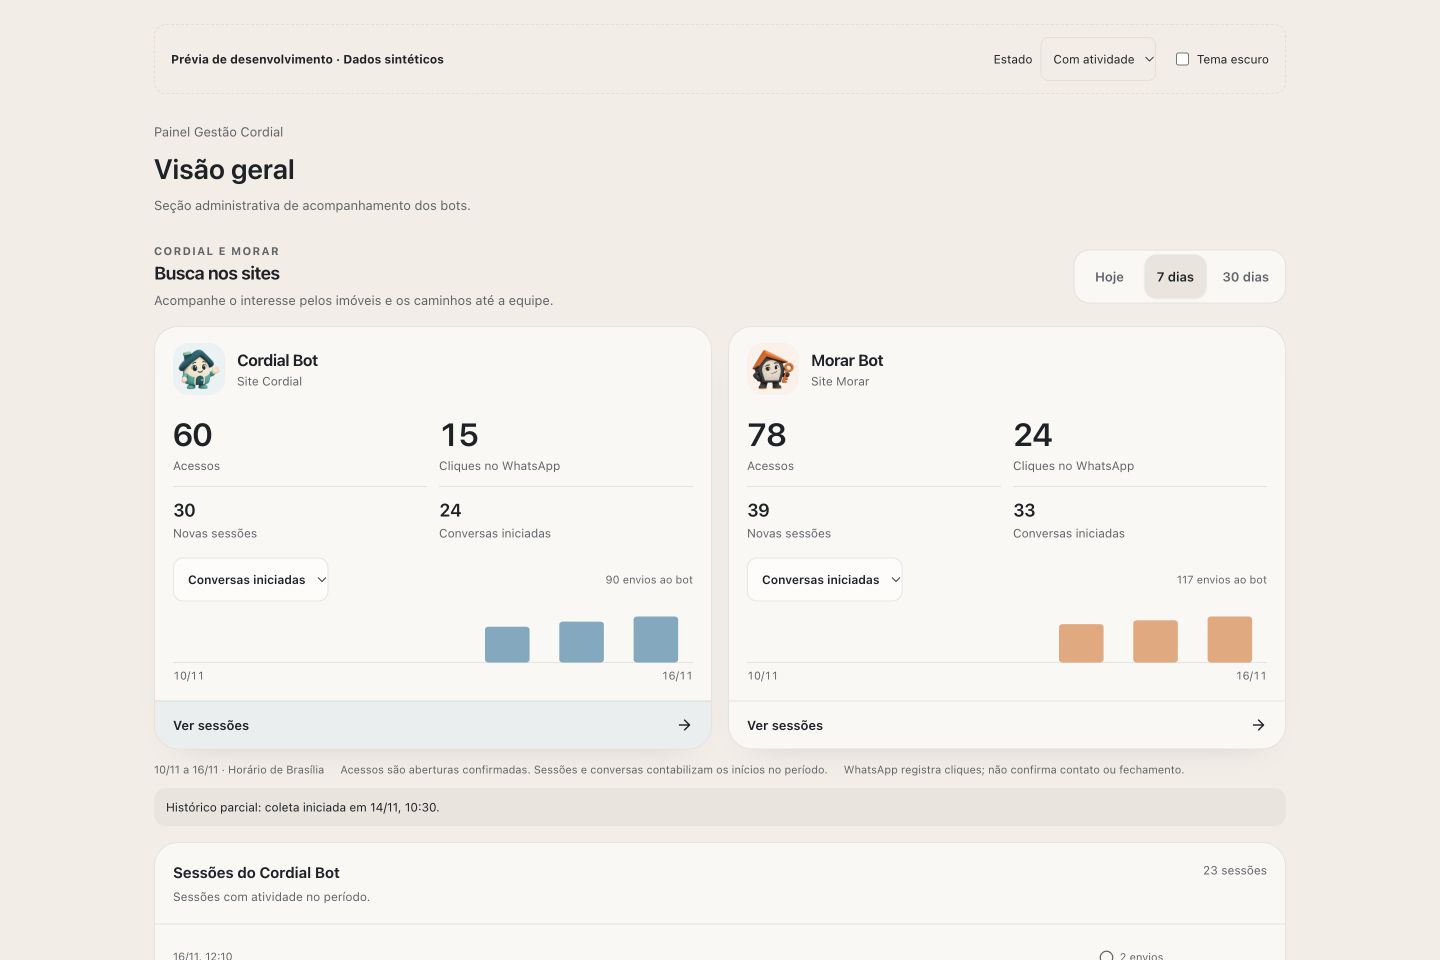 Prévia de desenvolvimento · Dados sintéticos
Estado
Com atividade
Tema escuro
Painel Gestão Cordial
Visão geral
Seção administrativa de acompanhamento dos bots.
CORDIAL E MORAR
Busca nos sites
Acompanhe o interesse pelos imóveis e os caminhos até a equipe.
Hoje
7 dias
30 dias
Cordial Bot
Site Cordial
60
Acessos
15
Cliques no WhatsApp
30
Novas sessões
24
Conversas iniciadas
Conversas iniciadas
90 envios ao bot
10/11
16/11
Ver sessões
Morar Bot
Site Morar
78
Acessos
24
Cliques no WhatsApp
39
Novas sessões
33
Conversas iniciadas
Conversas iniciadas
117 envios ao bot
10/11
16/11
Ver sessões
10/11 a 16/11 · Horário de Brasília
Acessos são aberturas confirmadas. Sessões e conversas contabilizam os inícios no período.
WhatsApp registra cliques; não confirma contato ou fechamento.
Histórico parcial: coleta iniciada em 14/11, 10:30.
Sessões do Cordial Bot
23 sessões
Sessões com atividade no período.
16/11, 12:10
2 envios